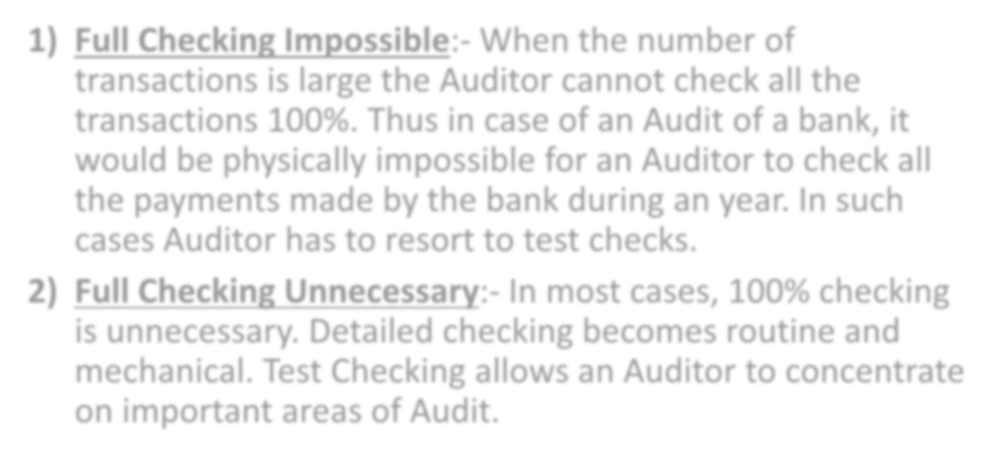 1) Full Checking Impossible:- When the number of
transactions is large the Auditor cannot check all the
transactions 100%. Thus in case of an Audit of a bank, it
would be physically impossible for an Auditor to check all
the payments made by the bank during an year. In such
cases Auditor has to resort to test checks.
2) Full Checking Unnecessary:- In most cases, 100% checking
is unnecessary. Detailed checking becomes routine and
mechanical. Test Checking allows an Auditor to concentrate
on important areas of Audit.